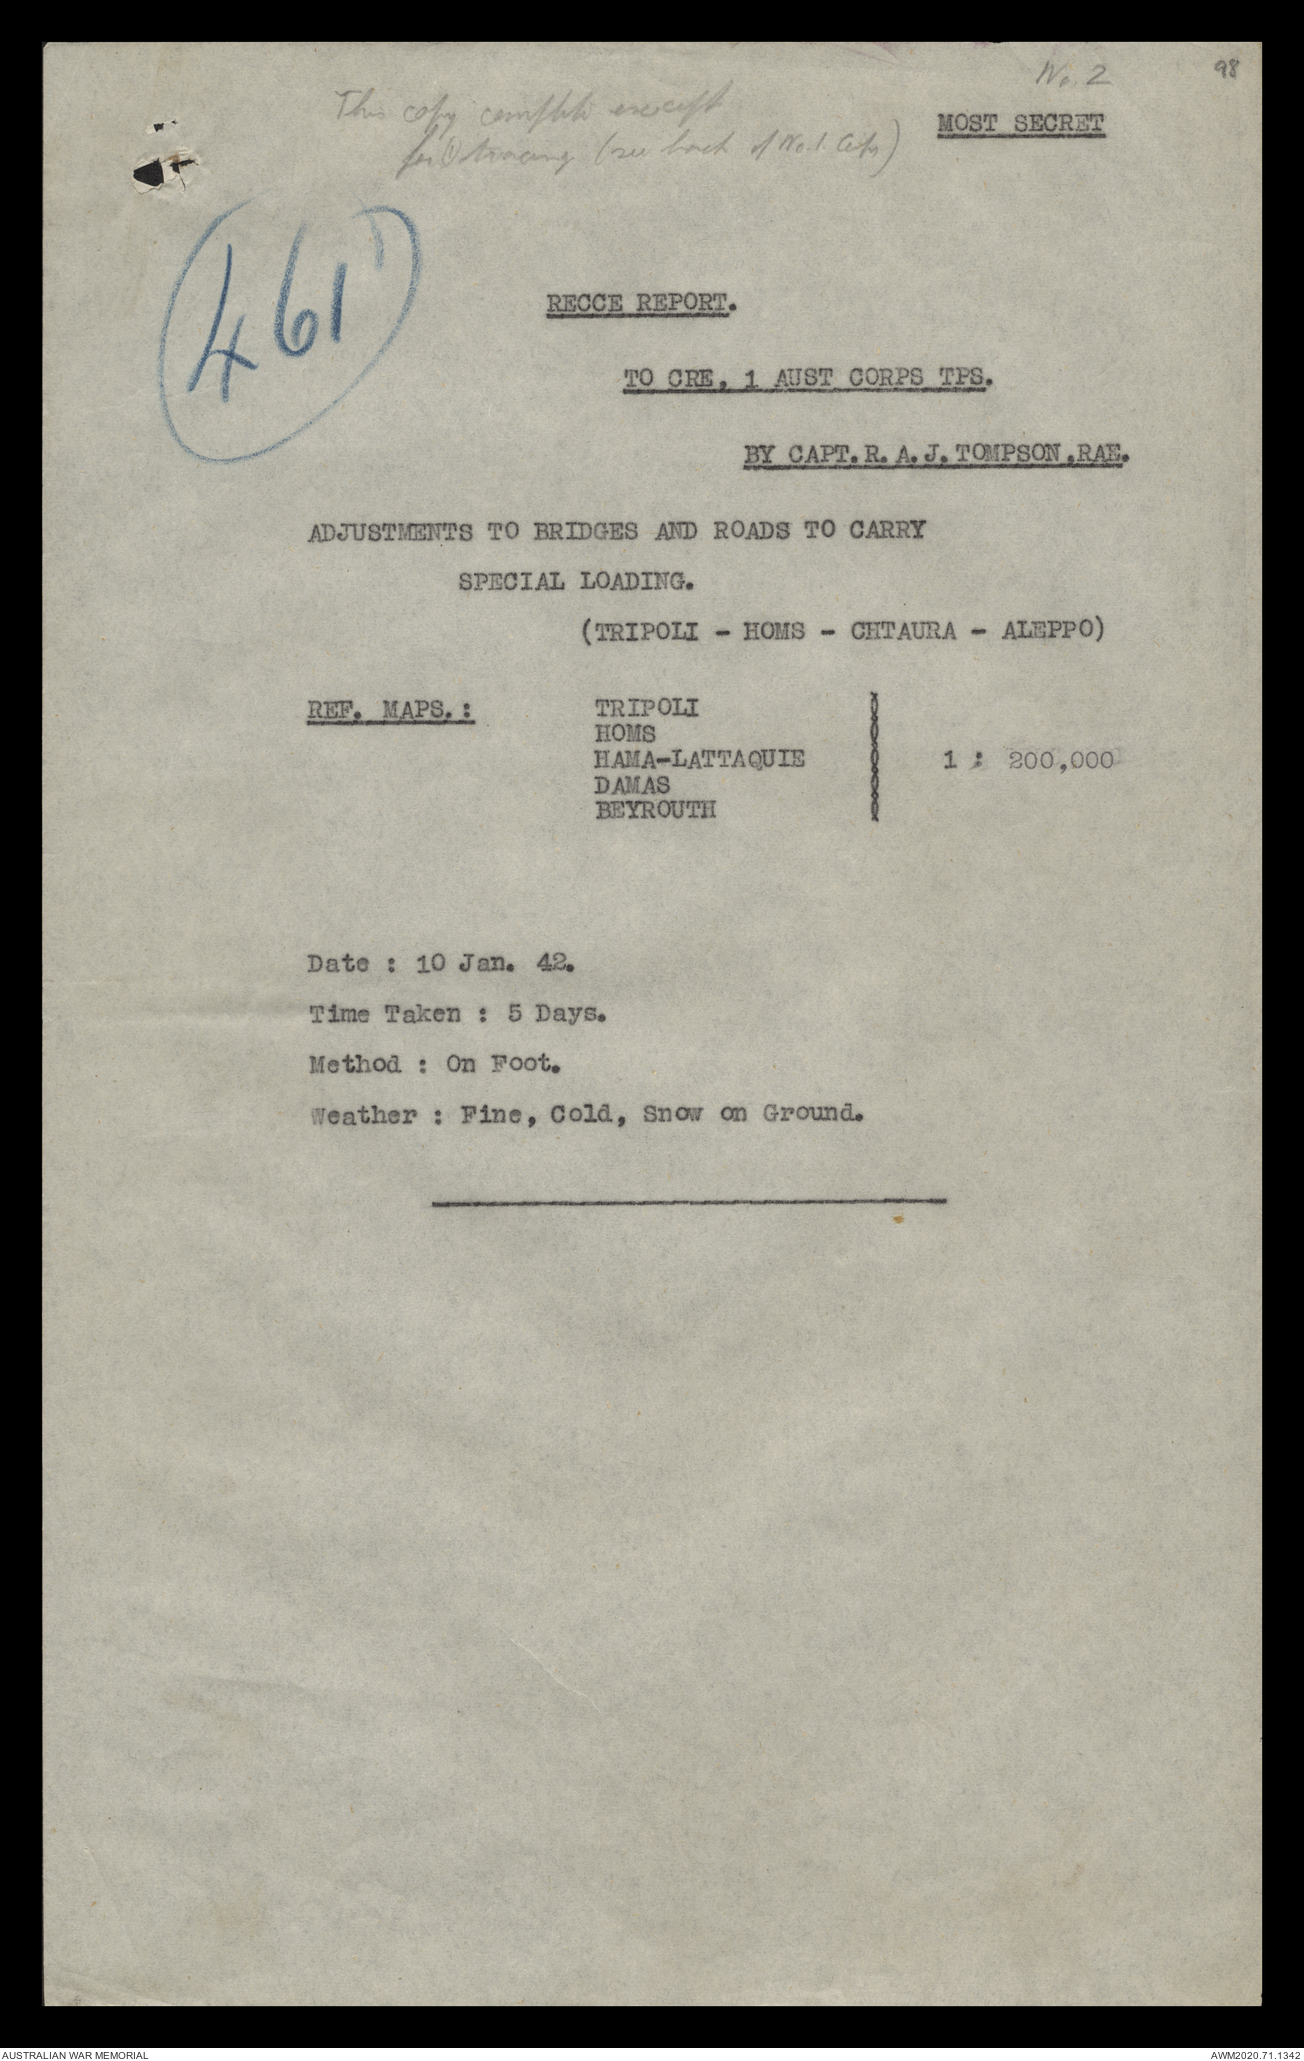 No. 2
98
This copy complete except
for (1) tracing (see back of No. 1. Copy)
MOST SECRET
461
RECCE REPORT.
TO CRE, 1 AUST CORPS TPS.
BY CAPT. R. A. J. TOMPSON .RAE.
ADJUSTMENTS TO BRIDGES AND ROADS TO CARRY
SPECIAL LOADING.
(TRIPOLI - HOMS - CHTAURA - ALEPPO)
REF. MAPS. :
TRIPOLI
HOMS
HAMA-LATTAQUIE
DAMAS
BEYROUTH
1 : 200,000
Date : 10 Jan. 42.
Time Taken : 5 Days.
Method : On Foot.
Weather : Fine, Cold, Snow on Ground.
AUSTRALIAN WAR MEMORIAL
AWM2020.71.1342